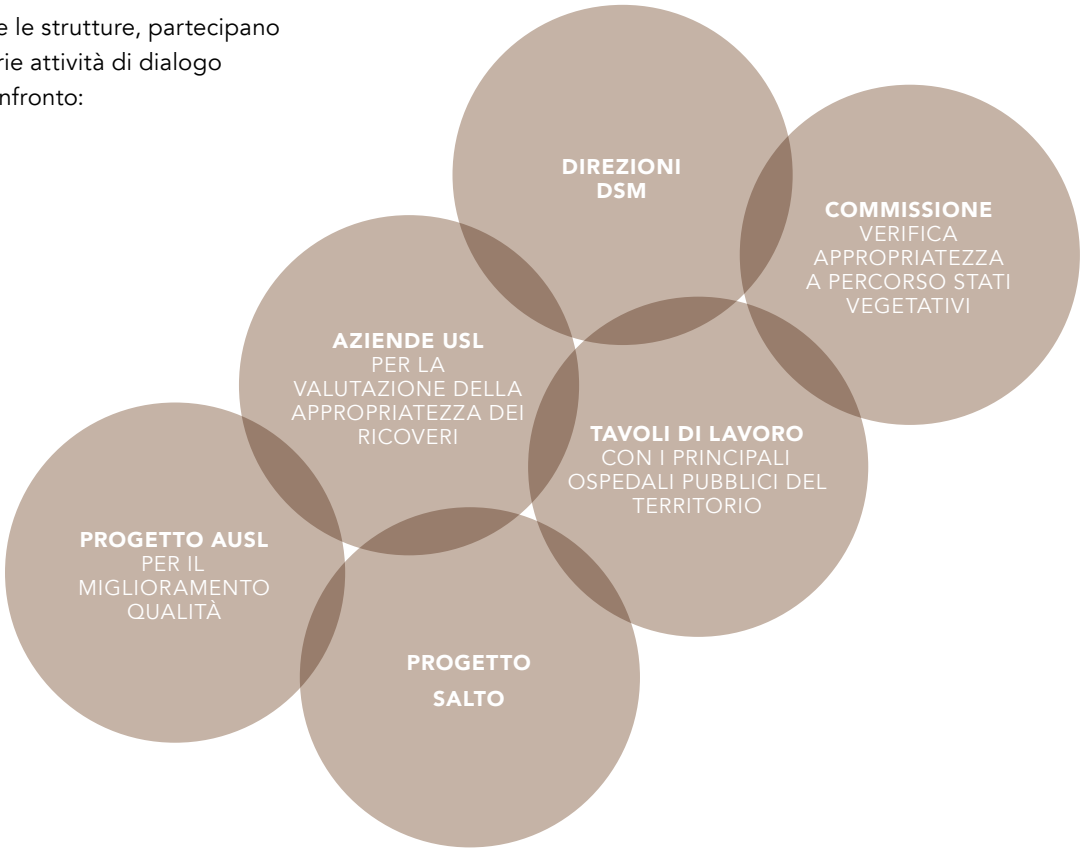 e le strutture, partecipano
rie attività di dialogo
nfronto:
DIREZIONI
DSM
COMMISSIONE
VERIFICA
APPROPRIATEZZA
A PERCORSO STATI
VEGETATIVI
AZIENDE USL
PER LA
VALUTAZIONE DELLA
APPROPRIATEZZA DEI
RICOVERI
TAVOLI DI LAVORO
CON I PRINCIPALI
OSPEDALI PUBBLICI DEL
TERRITORIO
PROGETTO AUSL
PER IL
MIGLIORAMENTO
QUALITÀ
PROGETTO
SALTO